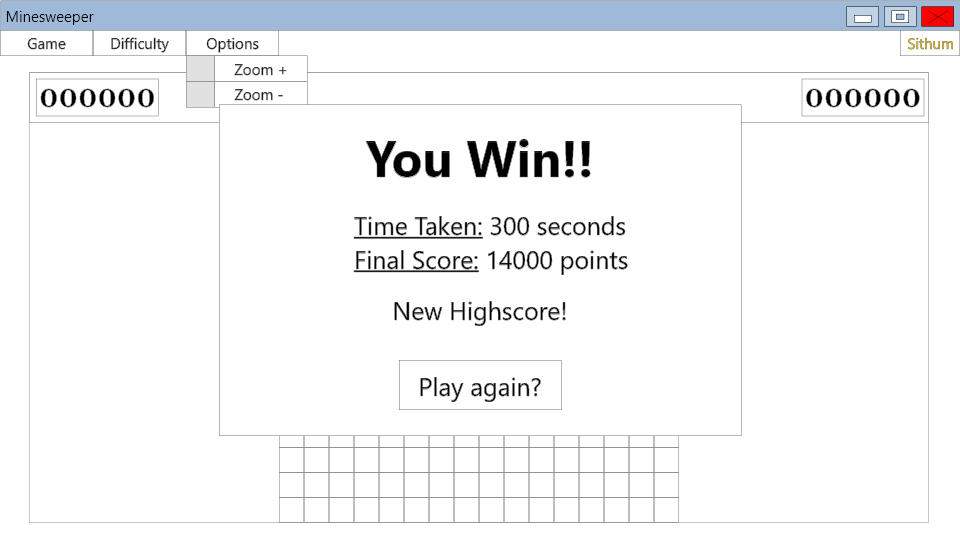 Minesweeper
Game Difficulty Options Sithum
Zoom +
Zoom -
000000 000000
You Win!!
Time Taken: 300 seconds
Final Score: 14000 points
New Highscore!
Play again?